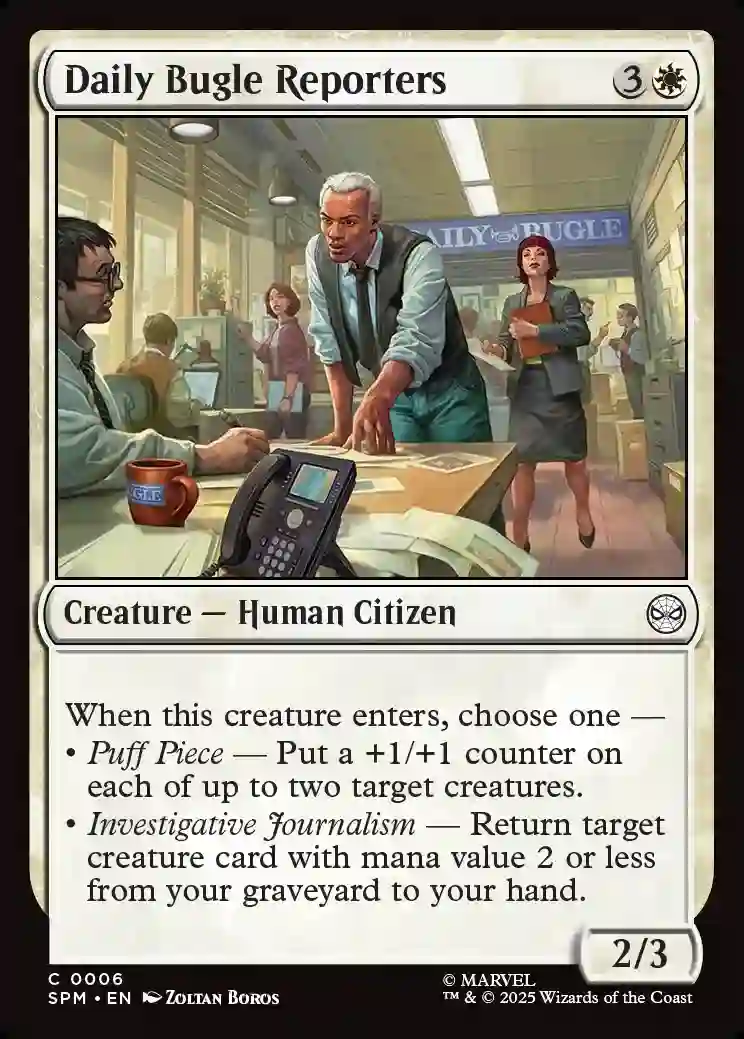 Daily Bugle Reporters 3
AILY BUGLE
GLE
Creature — Human Citizen
When this creature enters, choose one —
• Puff Piece — Put a +1/+1 counter on
each of up to two target creatures.
• Investigative Journalism — Return target
creature card with mana value 2 or less
from your graveyard to your hand.
2/3
C 0006
SPM • EN ZOLTAN BOROS
© MARVEL
™ & © 2025 Wizards of the Coast